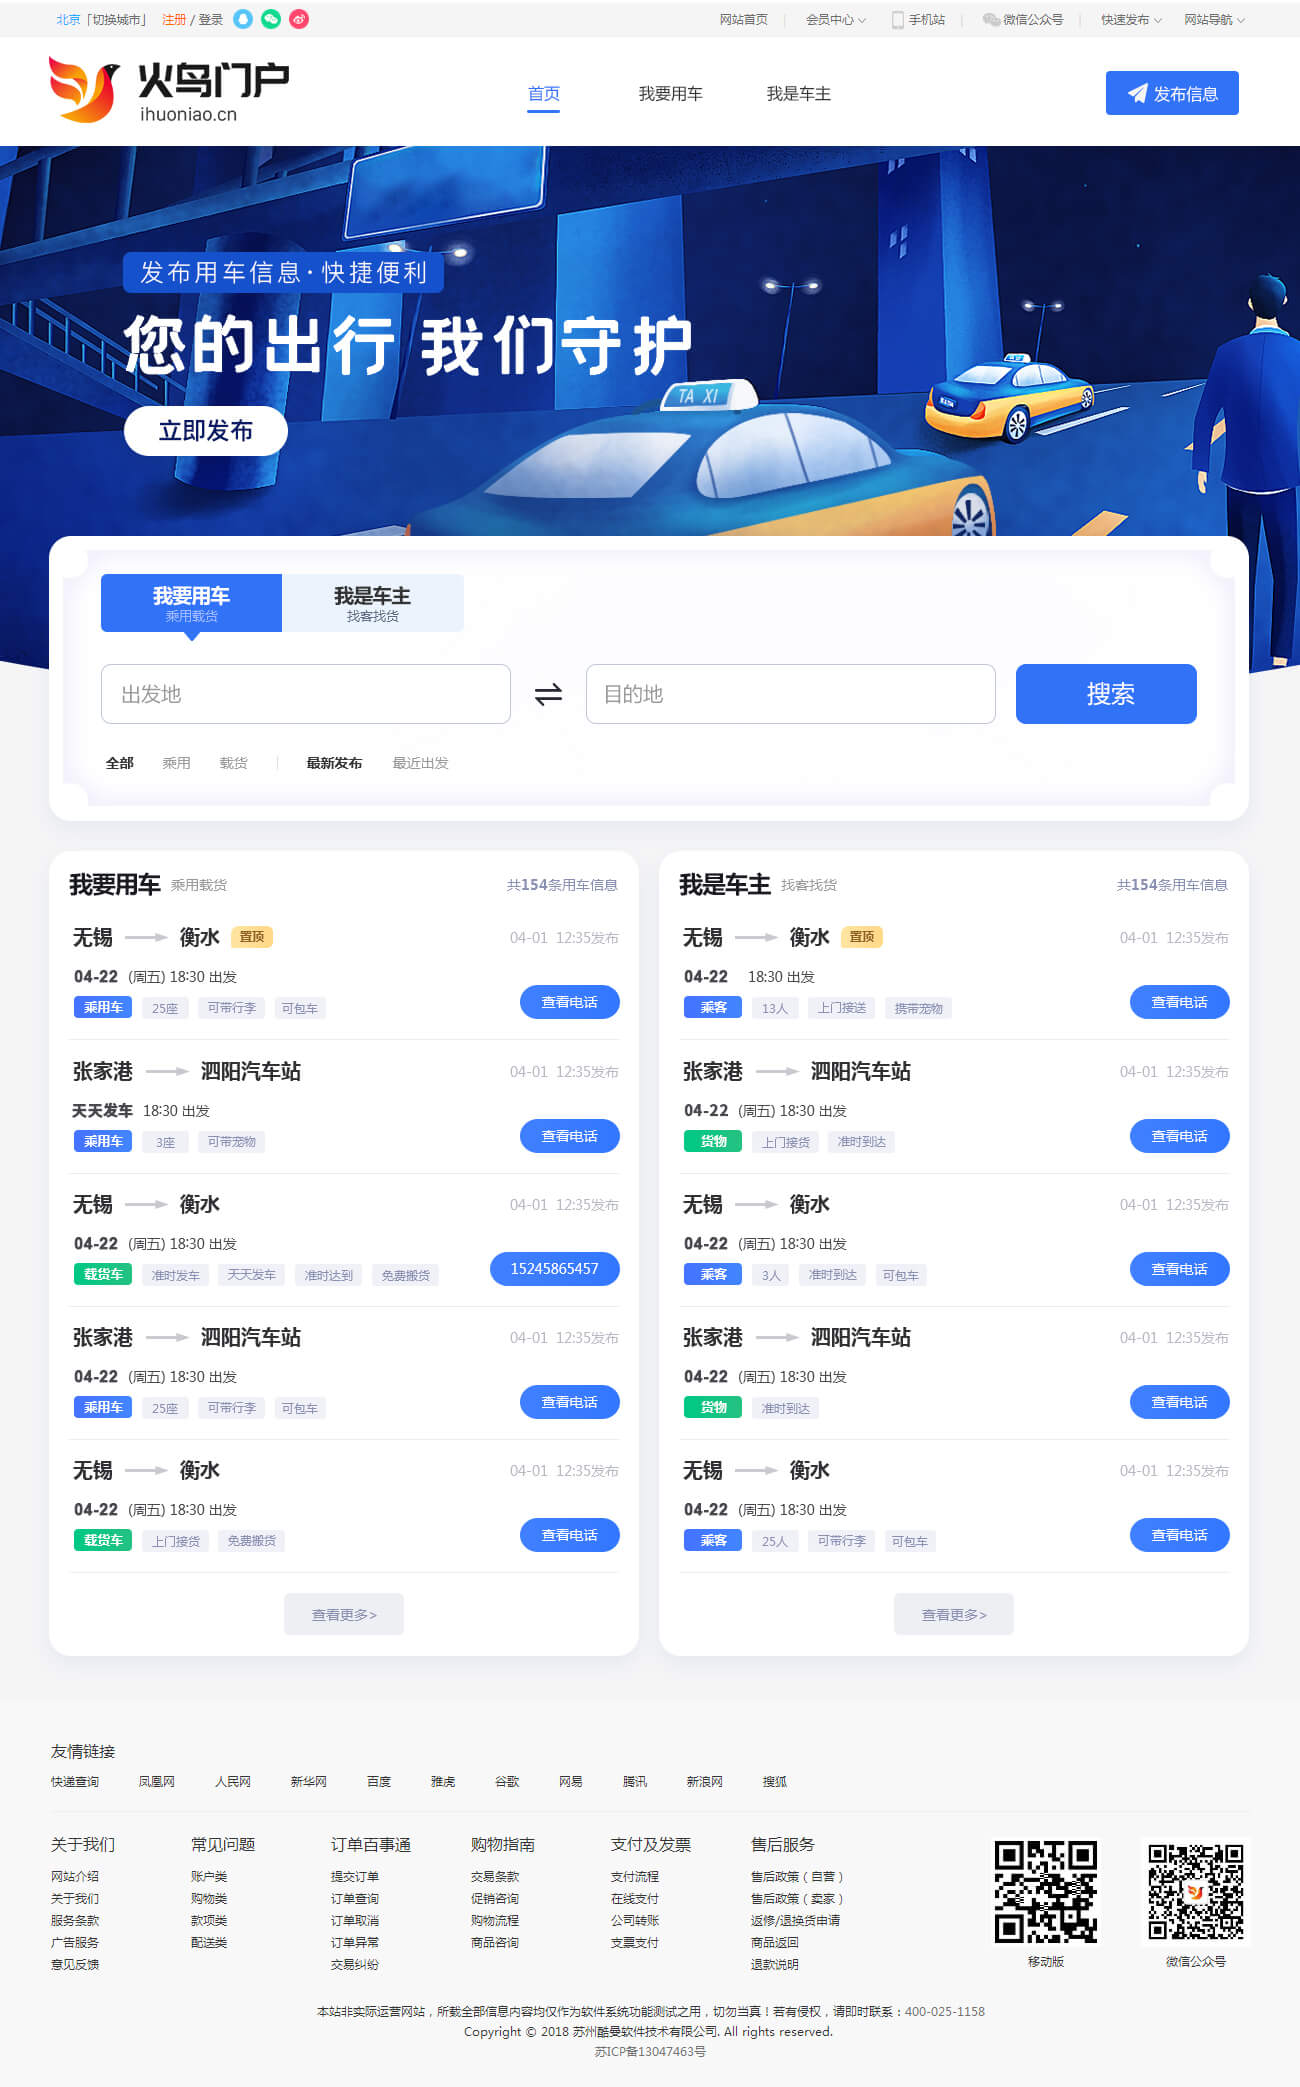 北京「切换城市」 注册 / 登录 网站首页 会员中心 手机站 微信公众号 快速发布 网站导航
火鸟门户
ihuoniao.cn
首页 我要用车 我是车主 发布信息
发布用车信息·快捷便利
您的出行 我们守护
TAXI
立即发布
我要用车 我是车主
乘用载货 找客找货
出发地 目的地 搜索
全部 乘用 载货 最新发布 最近出发
我要用车 乘用载货 共154条用车信息
无锡 衡水 置顶 04-01 12:35发布
04-22 (周五) 18:30 出发
乘用车 25座 可带行李 可包车 查看电话
张家港 泗阳汽车站 04-01 12:35发布
天天发车 18:30 出发
乘用车 3座 可带宠物 查看电话
无锡 衡水 04-01 12:35发布
04-22 (周五) 18:30 出发
载货车 准时发车 天天发车 准时达到 免费搬货 15245865457
张家港 泗阳汽车站 04-01 12:35发布
04-22 (周五) 18:30 出发
乘用车 25座 可带行李 可包车 查看电话
无锡 衡水 04-01 12:35发布
04-22 (周五) 18:30 出发
载货车 上门接货 免费搬货 查看电话
查看更多>
我是车主 找客找货 共154条用车信息
无锡 衡水 置顶 04-01 12:35发布
04-22 18:30 出发
乘客 13人 上门接送 携带宠物 查看电话
张家港 泗阳汽车站 04-01 12:35发布
04-22 (周五) 18:30 出发
货物 上门接货 准时到达 查看电话
无锡 衡水 04-01 12:35发布
04-22 (周五) 18:30 出发
乘客 3人 准时到达 可包车 查看电话
张家港 泗阳汽车站 04-01 12:35发布
04-22 (周五) 18:30 出发
货物 准时到达 查看电话
无锡 衡水 04-01 12:35发布
04-22 (周五) 18:30 出发
乘客 25人 可带行李 可包车 查看电话
查看更多>
友情链接
快递查询 凤凰网 人民网 新华网 百度 雅虎 谷歌 网易 腾讯 新浪网 搜狐
关于我们 常见问题 订单百事通 购物指南 支付及发票 售后服务
网站介绍 账户类 提交订单 交易条款 支付流程 售后政策（自营）
关于我们 购物类 订单查询 促销咨询 在线支付 售后政策（卖家）
服务条款 款项类 订单取消 购物流程 公司转账 返修/退换货申请
广告服务 配送类 订单异常 商品咨询 支票支付 商品返回
意见反馈 交易纠纷 退款说明
移动版 微信公众号
本站非实际运营网站，所载全部信息内容均仅作为软件系统功能测试之用，切勿当真！若有侵权，请即时联系：400-025-1158
Copyright © 2018 苏州酷曼软件技术有限公司. All rights reserved.
苏ICP备13047463号